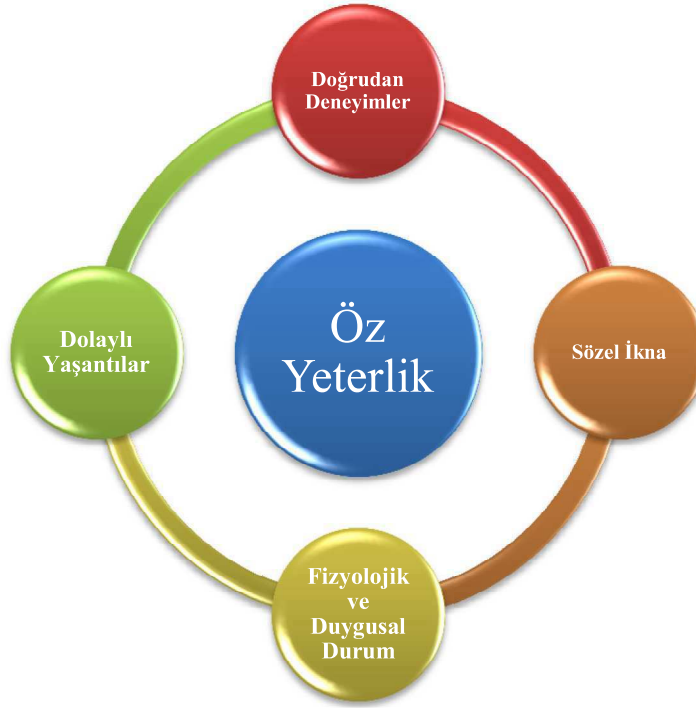 Doğrudan
Deneyimler
Öz
Yeterlik
Dolaylı
Yaşantılar
Sözel İkna
Fizyolojik
ve
Duygusal
Durum